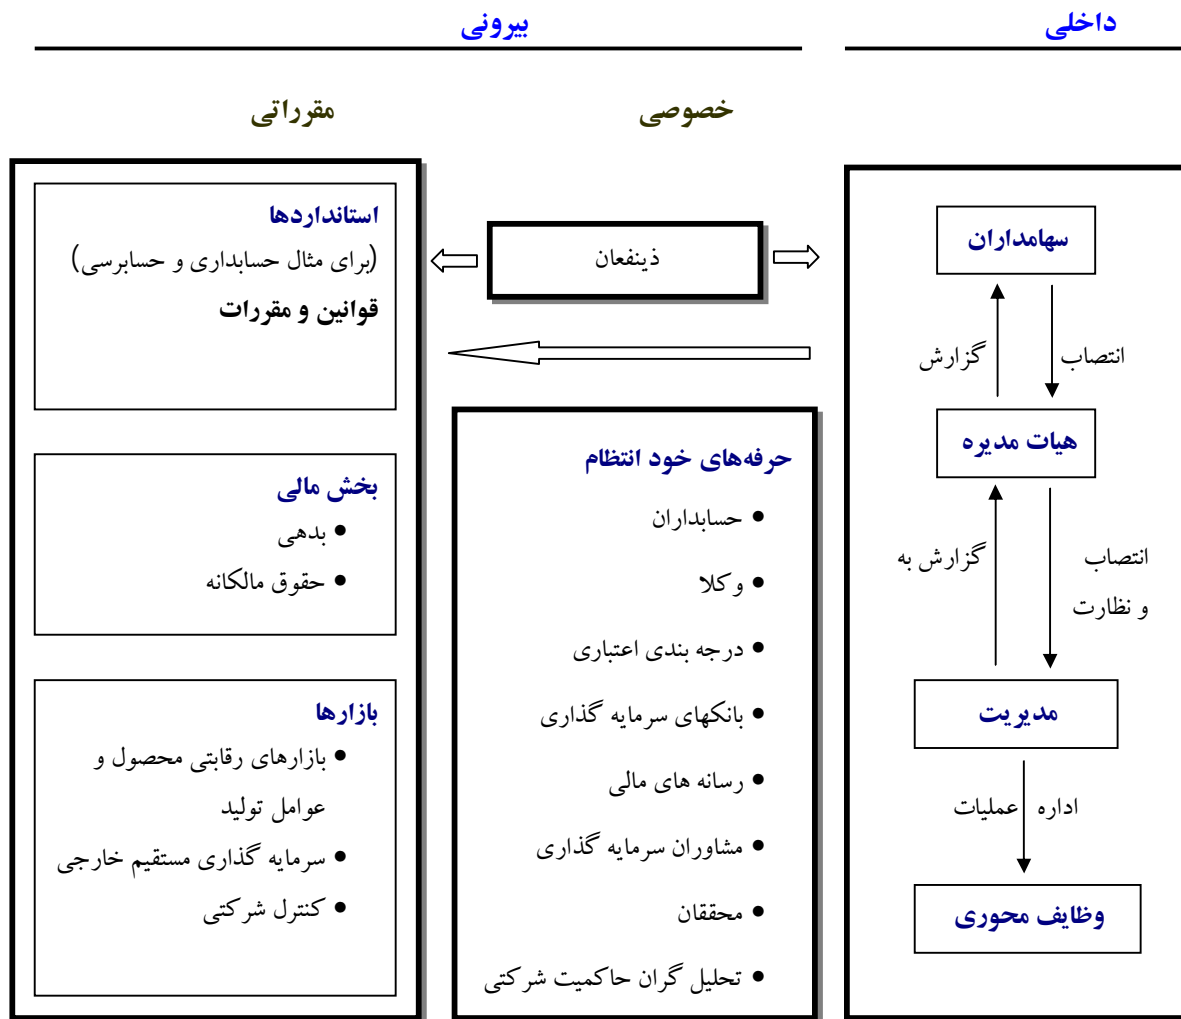 داخلی
بیرونی
خصوصی
مقرراتی
سهامداران
انتصاب
گزارش
هیات مدیره
انتصاب
و نظارت
گزارش به
مدیریت
اداره عملیات
وظایف محوری
ذینفعان
حرفه‌های خود انتظام
• حسابداران
• وکلا
• درجه بندی اعتباری
• بانکهای سرمایه گذاری
• رسانه های مالی
• مشاوران سرمایه گذاری
• محققان
• تحلیل گران حاکمیت شرکتی
استانداردها
(برای مثال حسابداری و حسابرسی)
قوانین و مقررات
بخش مالی
• بدهی
• حقوق مالکانه
بازارها
• بازارهای رقابتی محصول و
عوامل تولید
• سرمایه گذاری مستقیم خارجی
• کنترل شرکتی